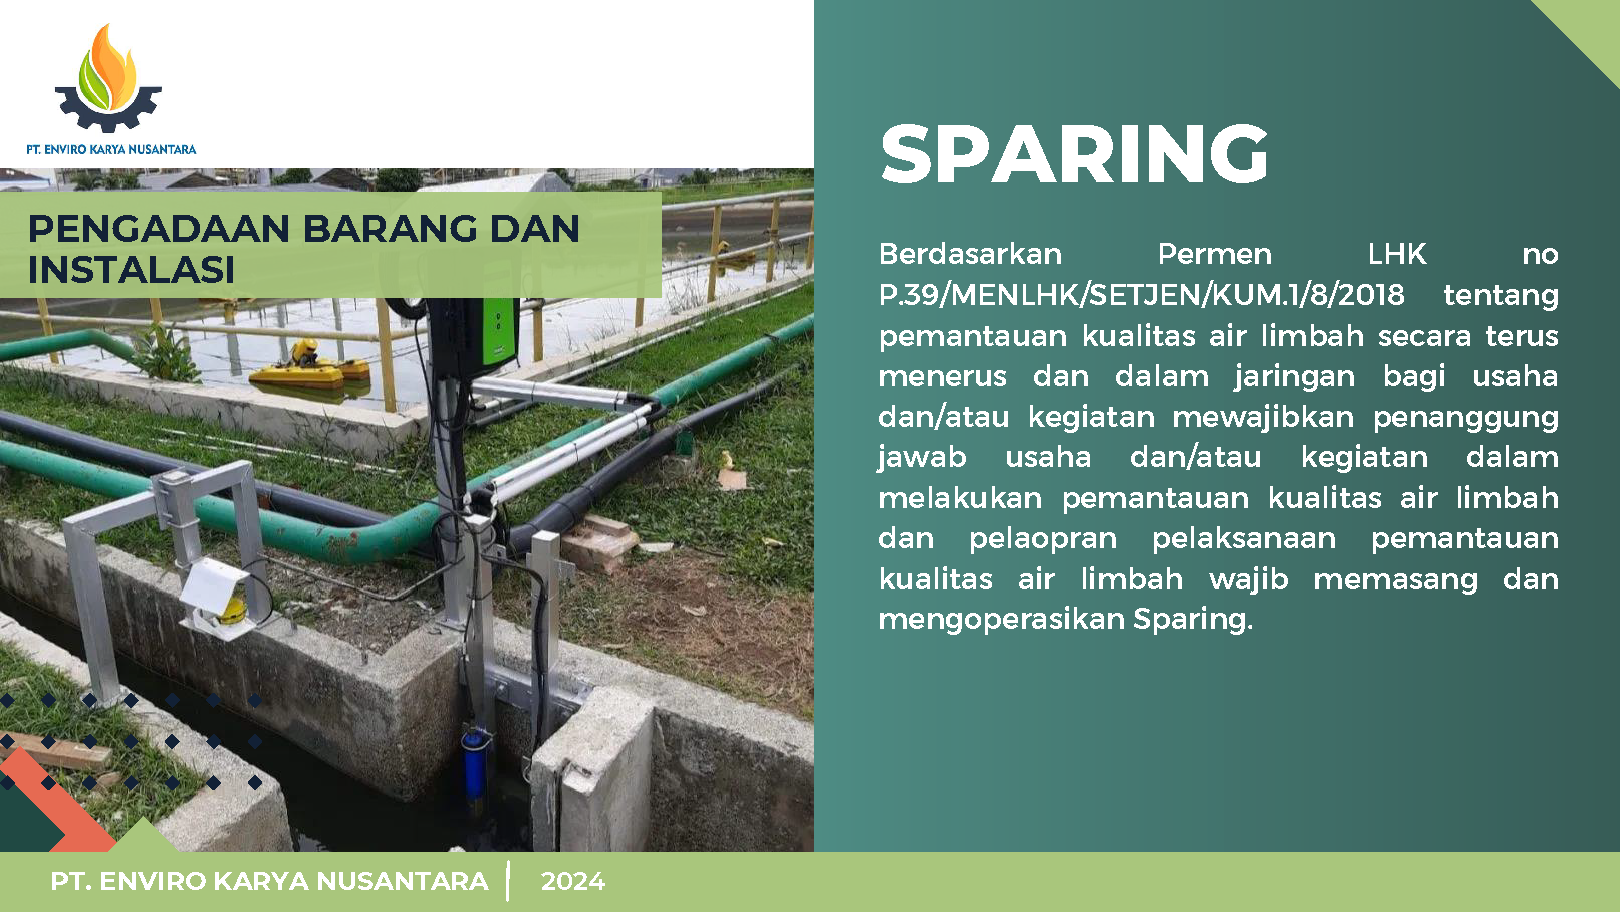 PT. ENVIRO KARYA NUSANTARA
PENGADAAN BARANG DAN
INSTALASI
SPARING
Berdasarkan Permen LHK no
P.39/MENLHK/SETJEN/KUM.1/8/2018 tentang
pemantauan kualitas air limbah secara terus
menerus dan dalam jaringan bagi usaha
dan/atau kegiatan mewajibkan penanggung
jawab usaha dan/atau kegiatan dalam
melakukan pemantauan kualitas air limbah
dan pelaopran pelaksanaan pemantauan
kualitas air limbah wajib memasang dan
mengoperasikan Sparing.
PT. ENVIRO KARYA NUSANTARA
2024